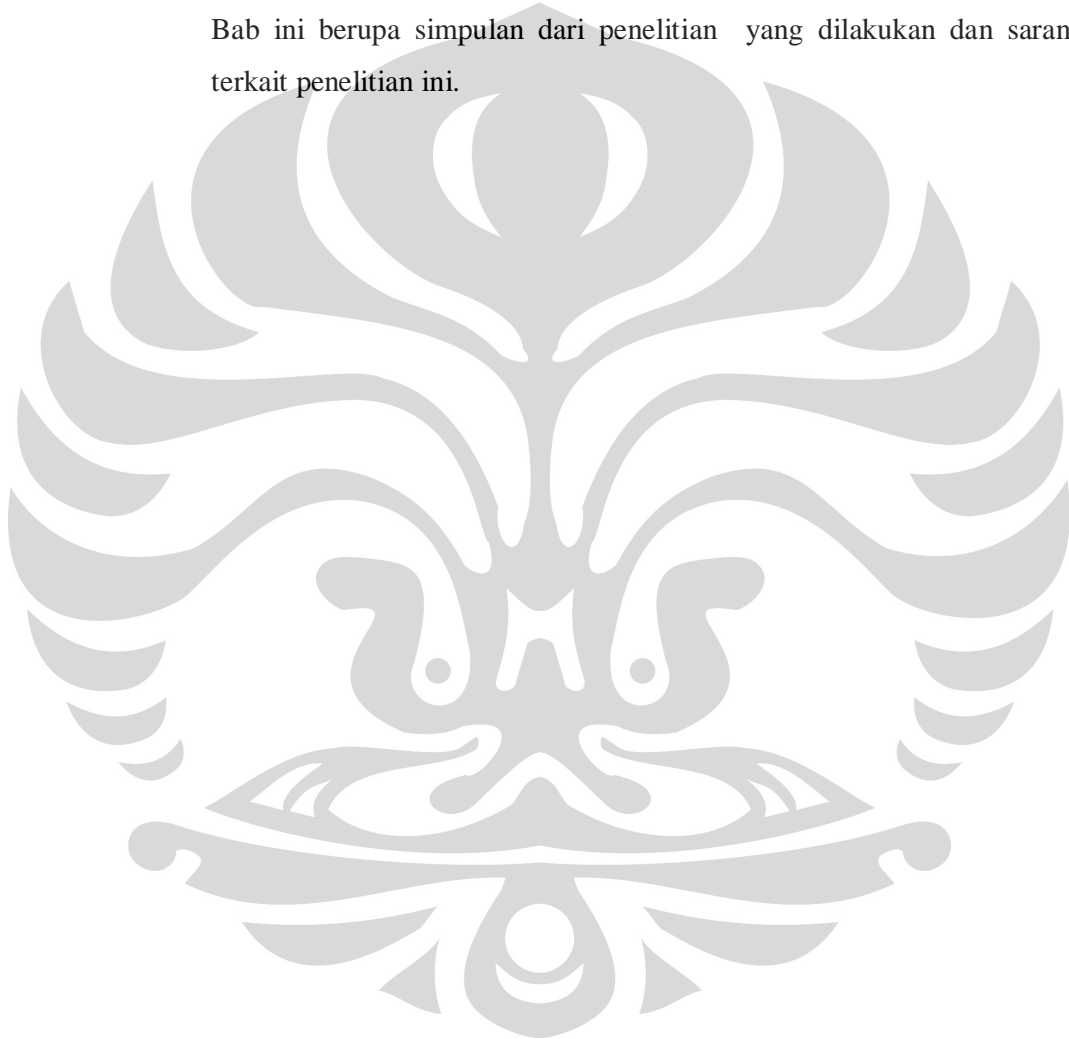 Bab ini berupa simpulan dari penelitian yang dilakukan dan saran
terkait penelitian ini.